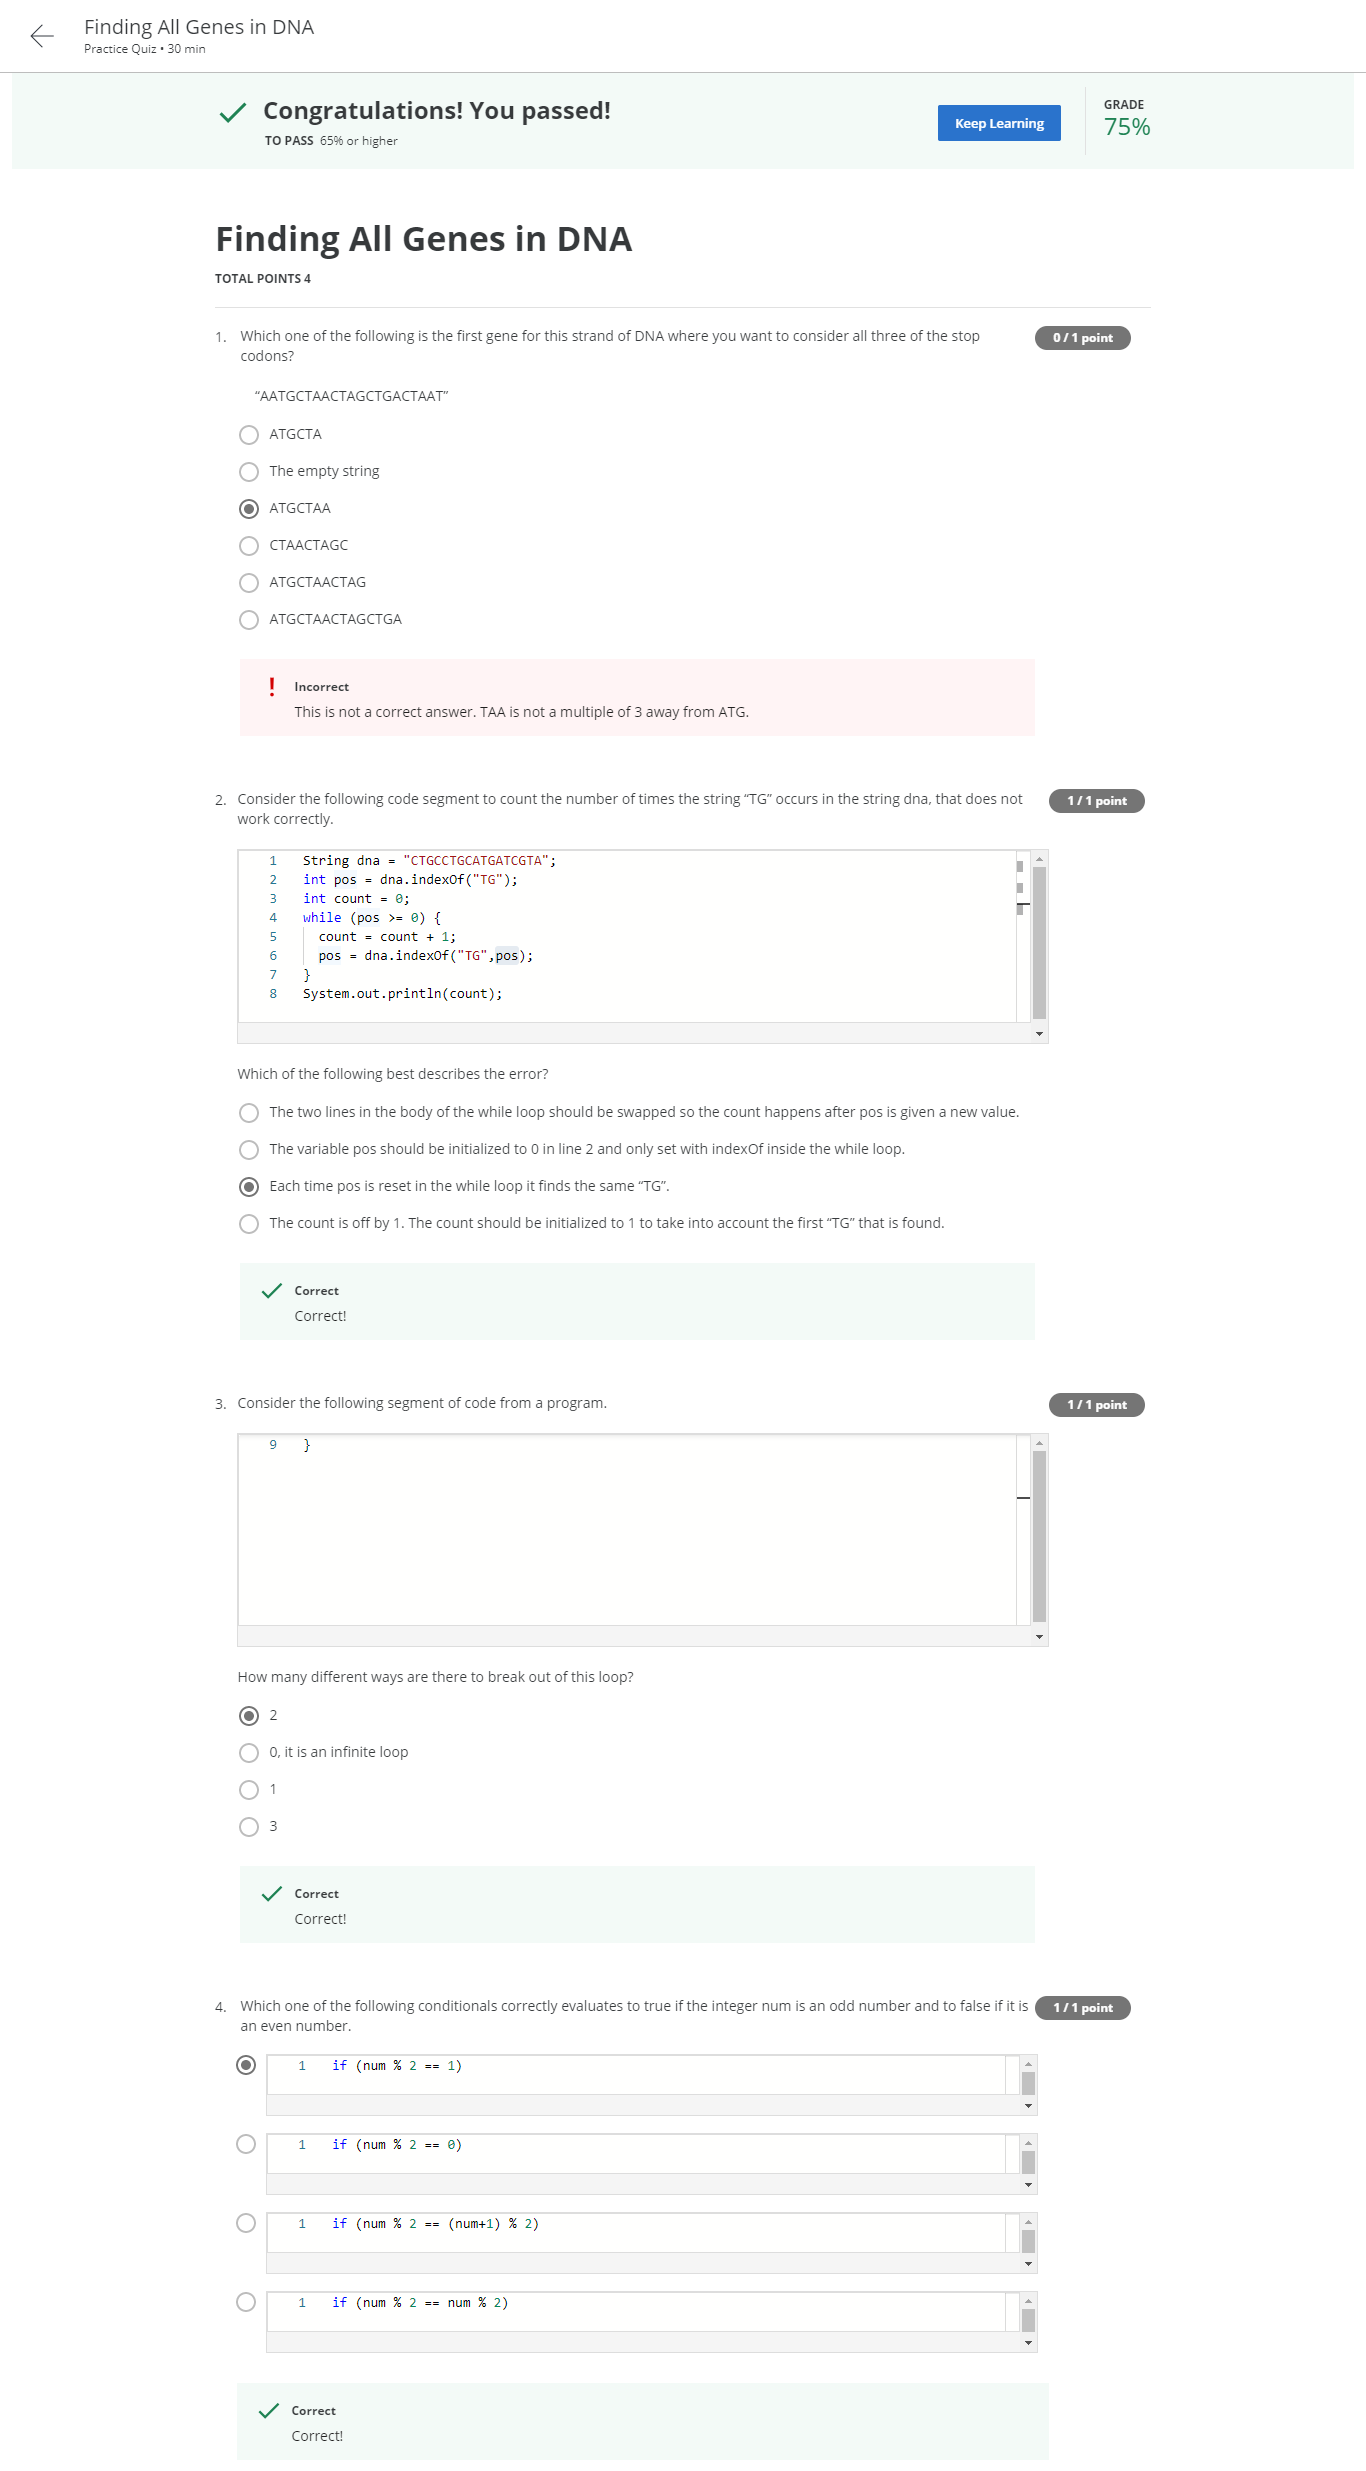 Finding All Genes in DNA
Practice Quiz • 30 min
Congratulations! You passed!
TO PASS 65% or higher
Keep Learning
GRADE
75%
Finding All Genes in DNA
TOTAL POINTS 4
1. Which one of the following is the first gene for this strand of DNA where you want to consider all three of the stop
codons?
0 / 1 point
“AATGCTAACTAGCTGACTAAT”
ATGCTA
The empty string
ATGCTAA
CTAACTAGC
ATGCTAACTAG
ATGCTAACTAGCTGA
! Incorrect
This is not a correct answer. TAA is not a multiple of 3 away from ATG.
2. Consider the following code segment to count the number of times the string “TG” occurs in the string dna, that does not
work correctly.
1 / 1 point
1 String dna = "CTGCCTGCATGATCGTA";
2 int pos = dna.indexOf("TG");
3 int count = 0;
4 while (pos >= 0) {
5 count = count + 1;
6 pos = dna.indexOf("TG",pos);
7 }
8 System.out.println(count);
Which of the following best describes the error?
The two lines in the body of the while loop should be swapped so the count happens after pos is given a new value.
The variable pos should be initialized to 0 in line 2 and only set with indexOf inside the while loop.
Each time pos is reset in the while loop it finds the same “TG”.
The count is off by 1. The count should be initialized to 1 to take into account the first “TG” that is found.
Correct
Correct!
3. Consider the following segment of code from a program.
1 / 1 point
9 }
How many different ways are there to break out of this loop?
2
0, it is an infinite loop
1
3
Correct
Correct!
4. Which one of the following conditionals correctly evaluates to true if the integer num is an odd number and to false if it is
an even number.
1 / 1 point
1 if (num % 2 == 1)
1 if (num % 2 == 0)
1 if (num % 2 == (num+1) % 2)
1 if (num % 2 == num % 2)
Correct
Correct!